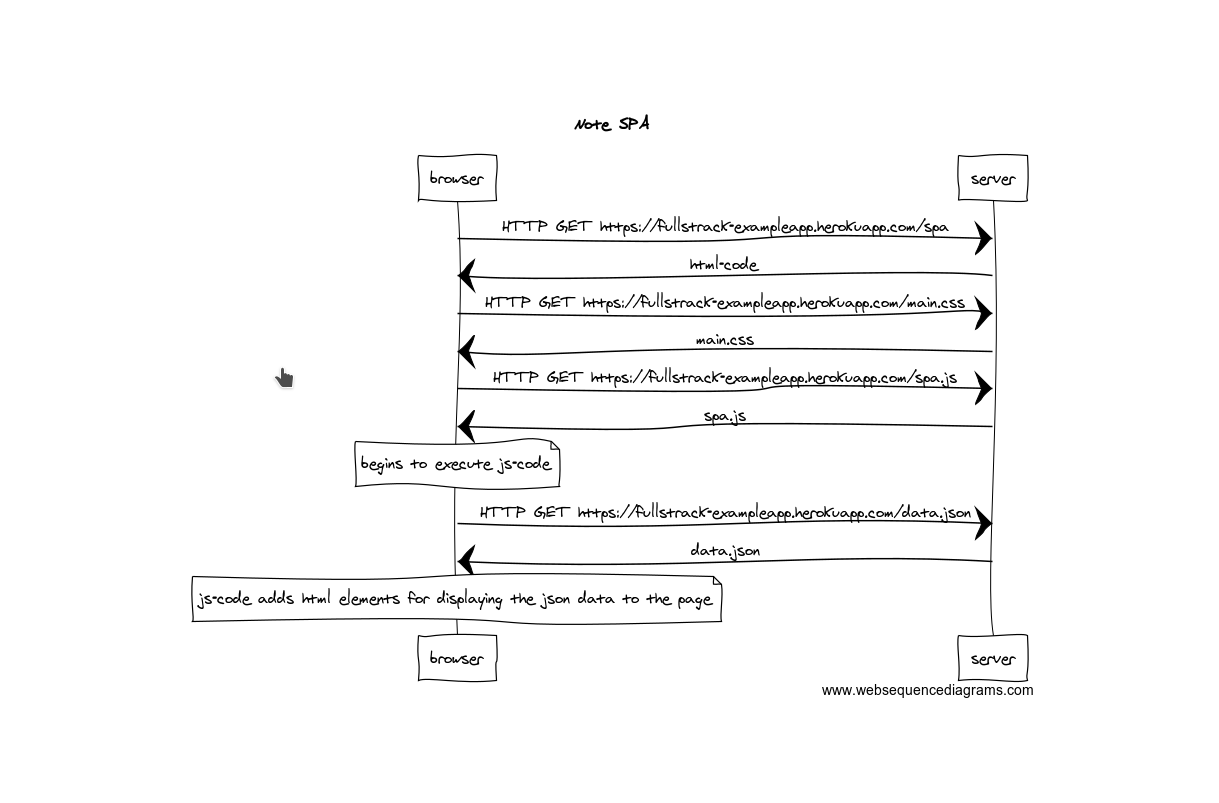 Note SPA
browser
server
HTTP GET https://fullstrack-exampleapp.herokuapp.com/spa
html-code
HTTP GET https://fullstrack-exampleapp.herokuapp.com/main.css
main.css
HTTP GET https://fullstrack-exampleapp.herokuapp.com/spa.js
spa.js
begins to execute js-code
HTTP GET https://fullstrack-exampleapp.herokuapp.com/data.json
data.json
js-code adds html elements for displaying the json data to the page
browser
server
www.websequencediagrams.com